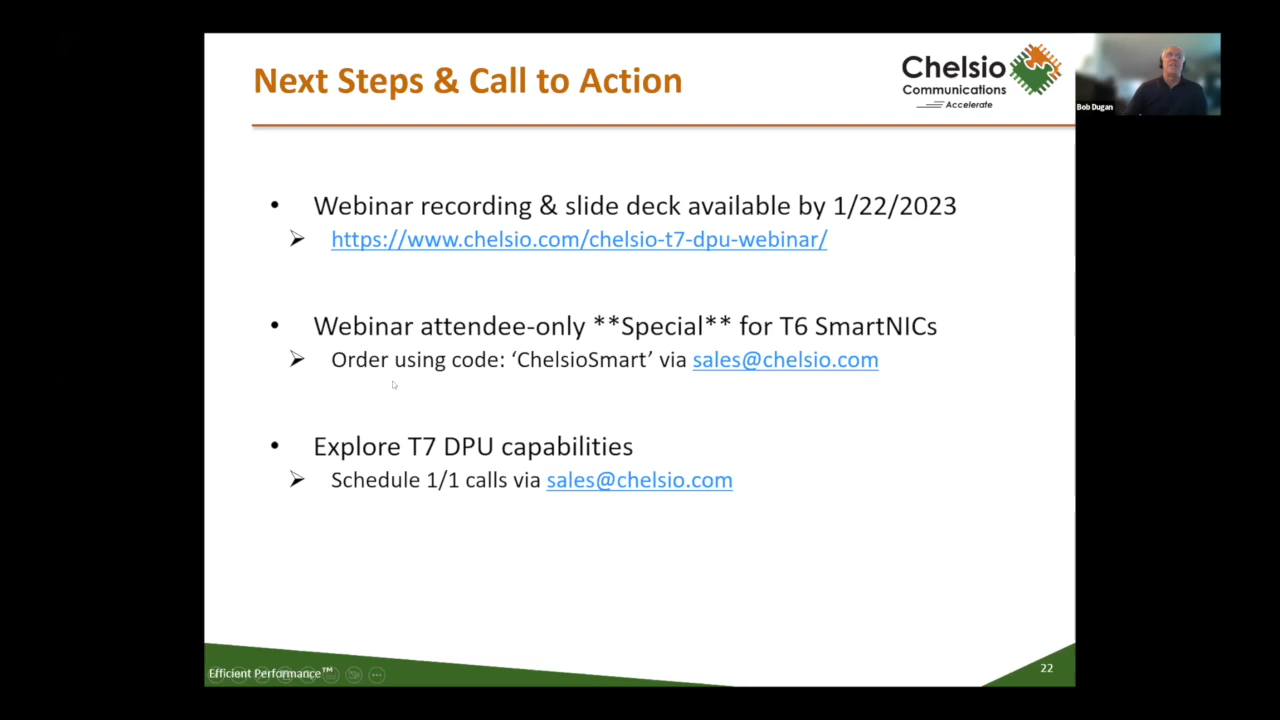 Next Steps & Call to Action
Chelsio
Communications
Accelerate
Bob Dugan
• Webinar recording & slide deck available by 1/22/2023
➢ https://www.chelsio.com/chelsio-t7-dpu-webinar/
• Webinar attendee-only **Special** for T6 SmartNICs
➢ Order using code: ‘ChelsioSmart’ via sales@chelsio.com
• Explore T7 DPU capabilities
➢ Schedule 1/1 calls via sales@chelsio.com
Efficient Performance™
22